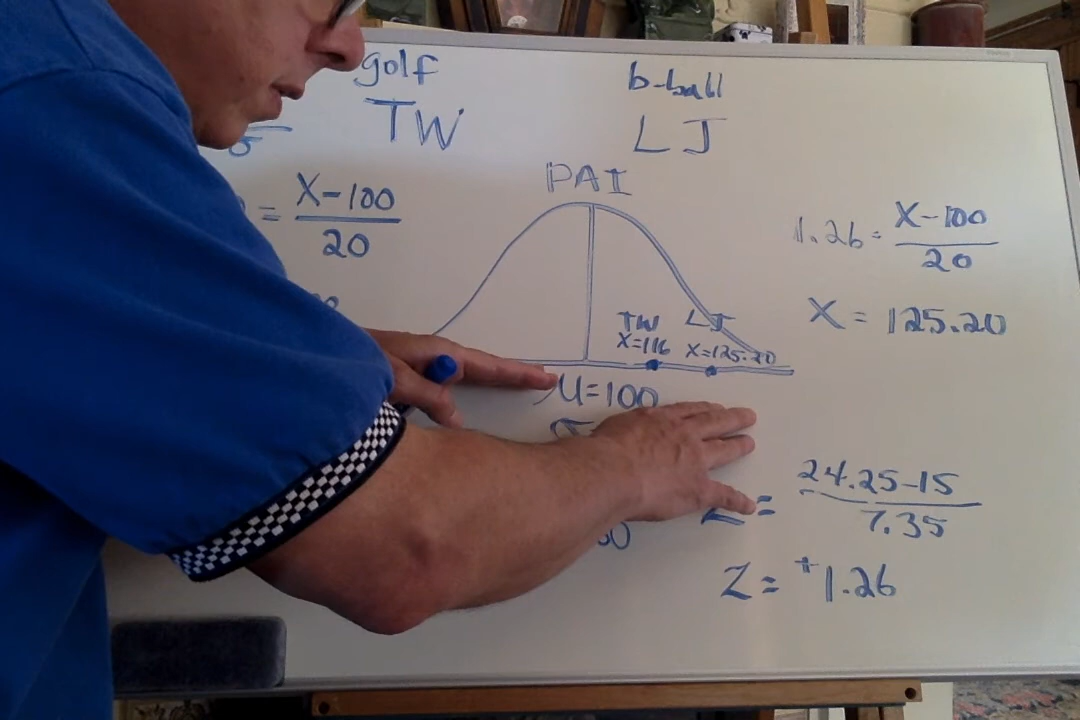 golf
b-ball
TW
LJ
PAI
= X-100
20
1.26 = X-100
20
X = 125.20
TW
X=116
LJ
X=125.20
μ=100
Z = 24.25-15
7.35
Z = +1.26